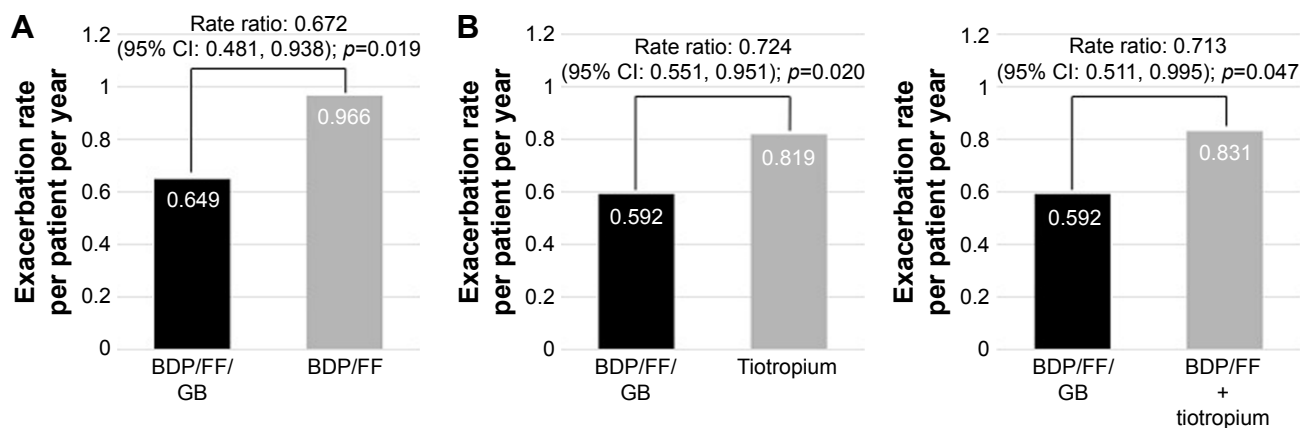 A
Rate ratio: 0.672
(95% CI: 0.481, 0.938); p=0.019
Exacerbation rate
per patient per year
1.2
1
0.8
0.6
0.4
0.2
0
0.649
0.966
BDP/FF/
GB
BDP/FF
B
Rate ratio: 0.724
(95% CI: 0.551, 0.951); p=0.020
Exacerbation rate
per patient per year
1.2
1
0.8
0.6
0.4
0.2
0
0.592
0.819
BDP/FF/
GB
Tiotropium
Rate ratio: 0.713
(95% CI: 0.511, 0.995); p=0.047
Exacerbation rate
per patient per year
1.2
1
0.8
0.6
0.4
0.2
0
0.592
0.831
BDP/FF/
GB
BDP/FF
+
tiotropium